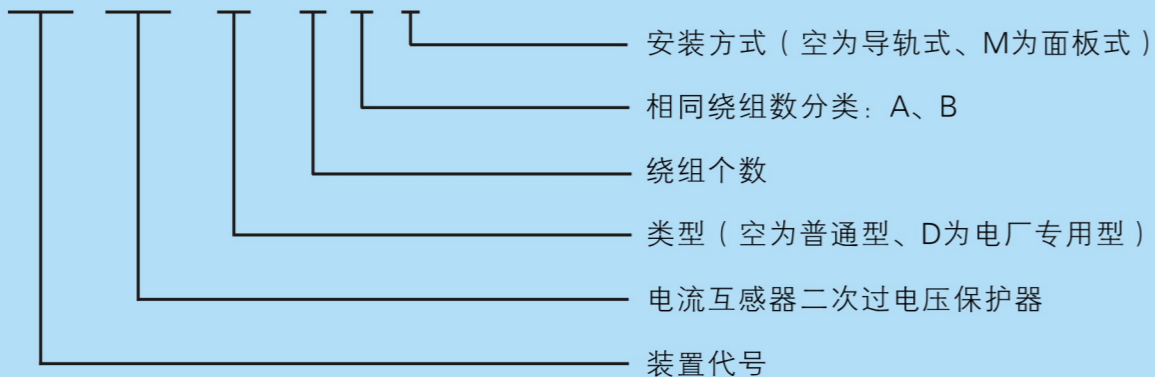 安装方式（空为导轨式、M为面板式）
相同绕组数分类：A、B
绕组个数
类型（空为普通型、D为电厂专用型）
电流互感器二次过电压保护器
装置代号